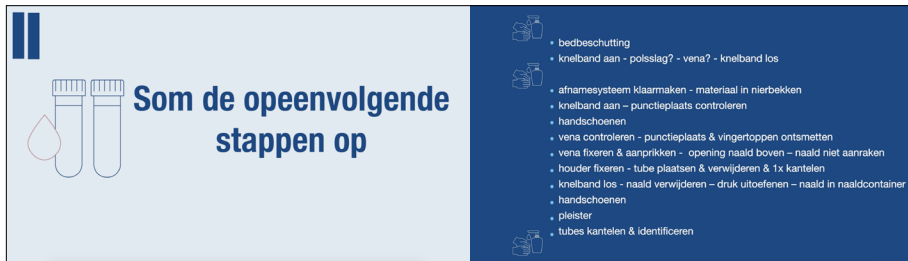 Som de opeenvolgende
stappen op
• bedbeschutting
• knelband aan - polsslag? - vena? - knelband los
• afnamesysteem klaarmaken - materiaal in nierbekken
• knelband aan – punctieplaats controleren
• handschoenen
• vena controleren - punctieplaats & vingertoppen ontsmetten
• vena fixeren & aanprikken - opening naald boven – naald niet aanraken
• houder fixeren - tube plaatsen & verwijderen & 1x kantelen
• knelband los - naald verwijderen – druk uitoefenen – naald in naaldcontainer
• handschoenen
• pleister
• tubes kantelen & identificeren